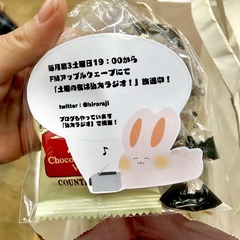 毎月第3土曜日19:00から
FMアップルウェーブにて
「土曜の夜は弘大ラジオ！」放送中！
twitter：@hiroraji
ブログもやっています
「弘大ラジオ」で検索！
Choco
COUNT